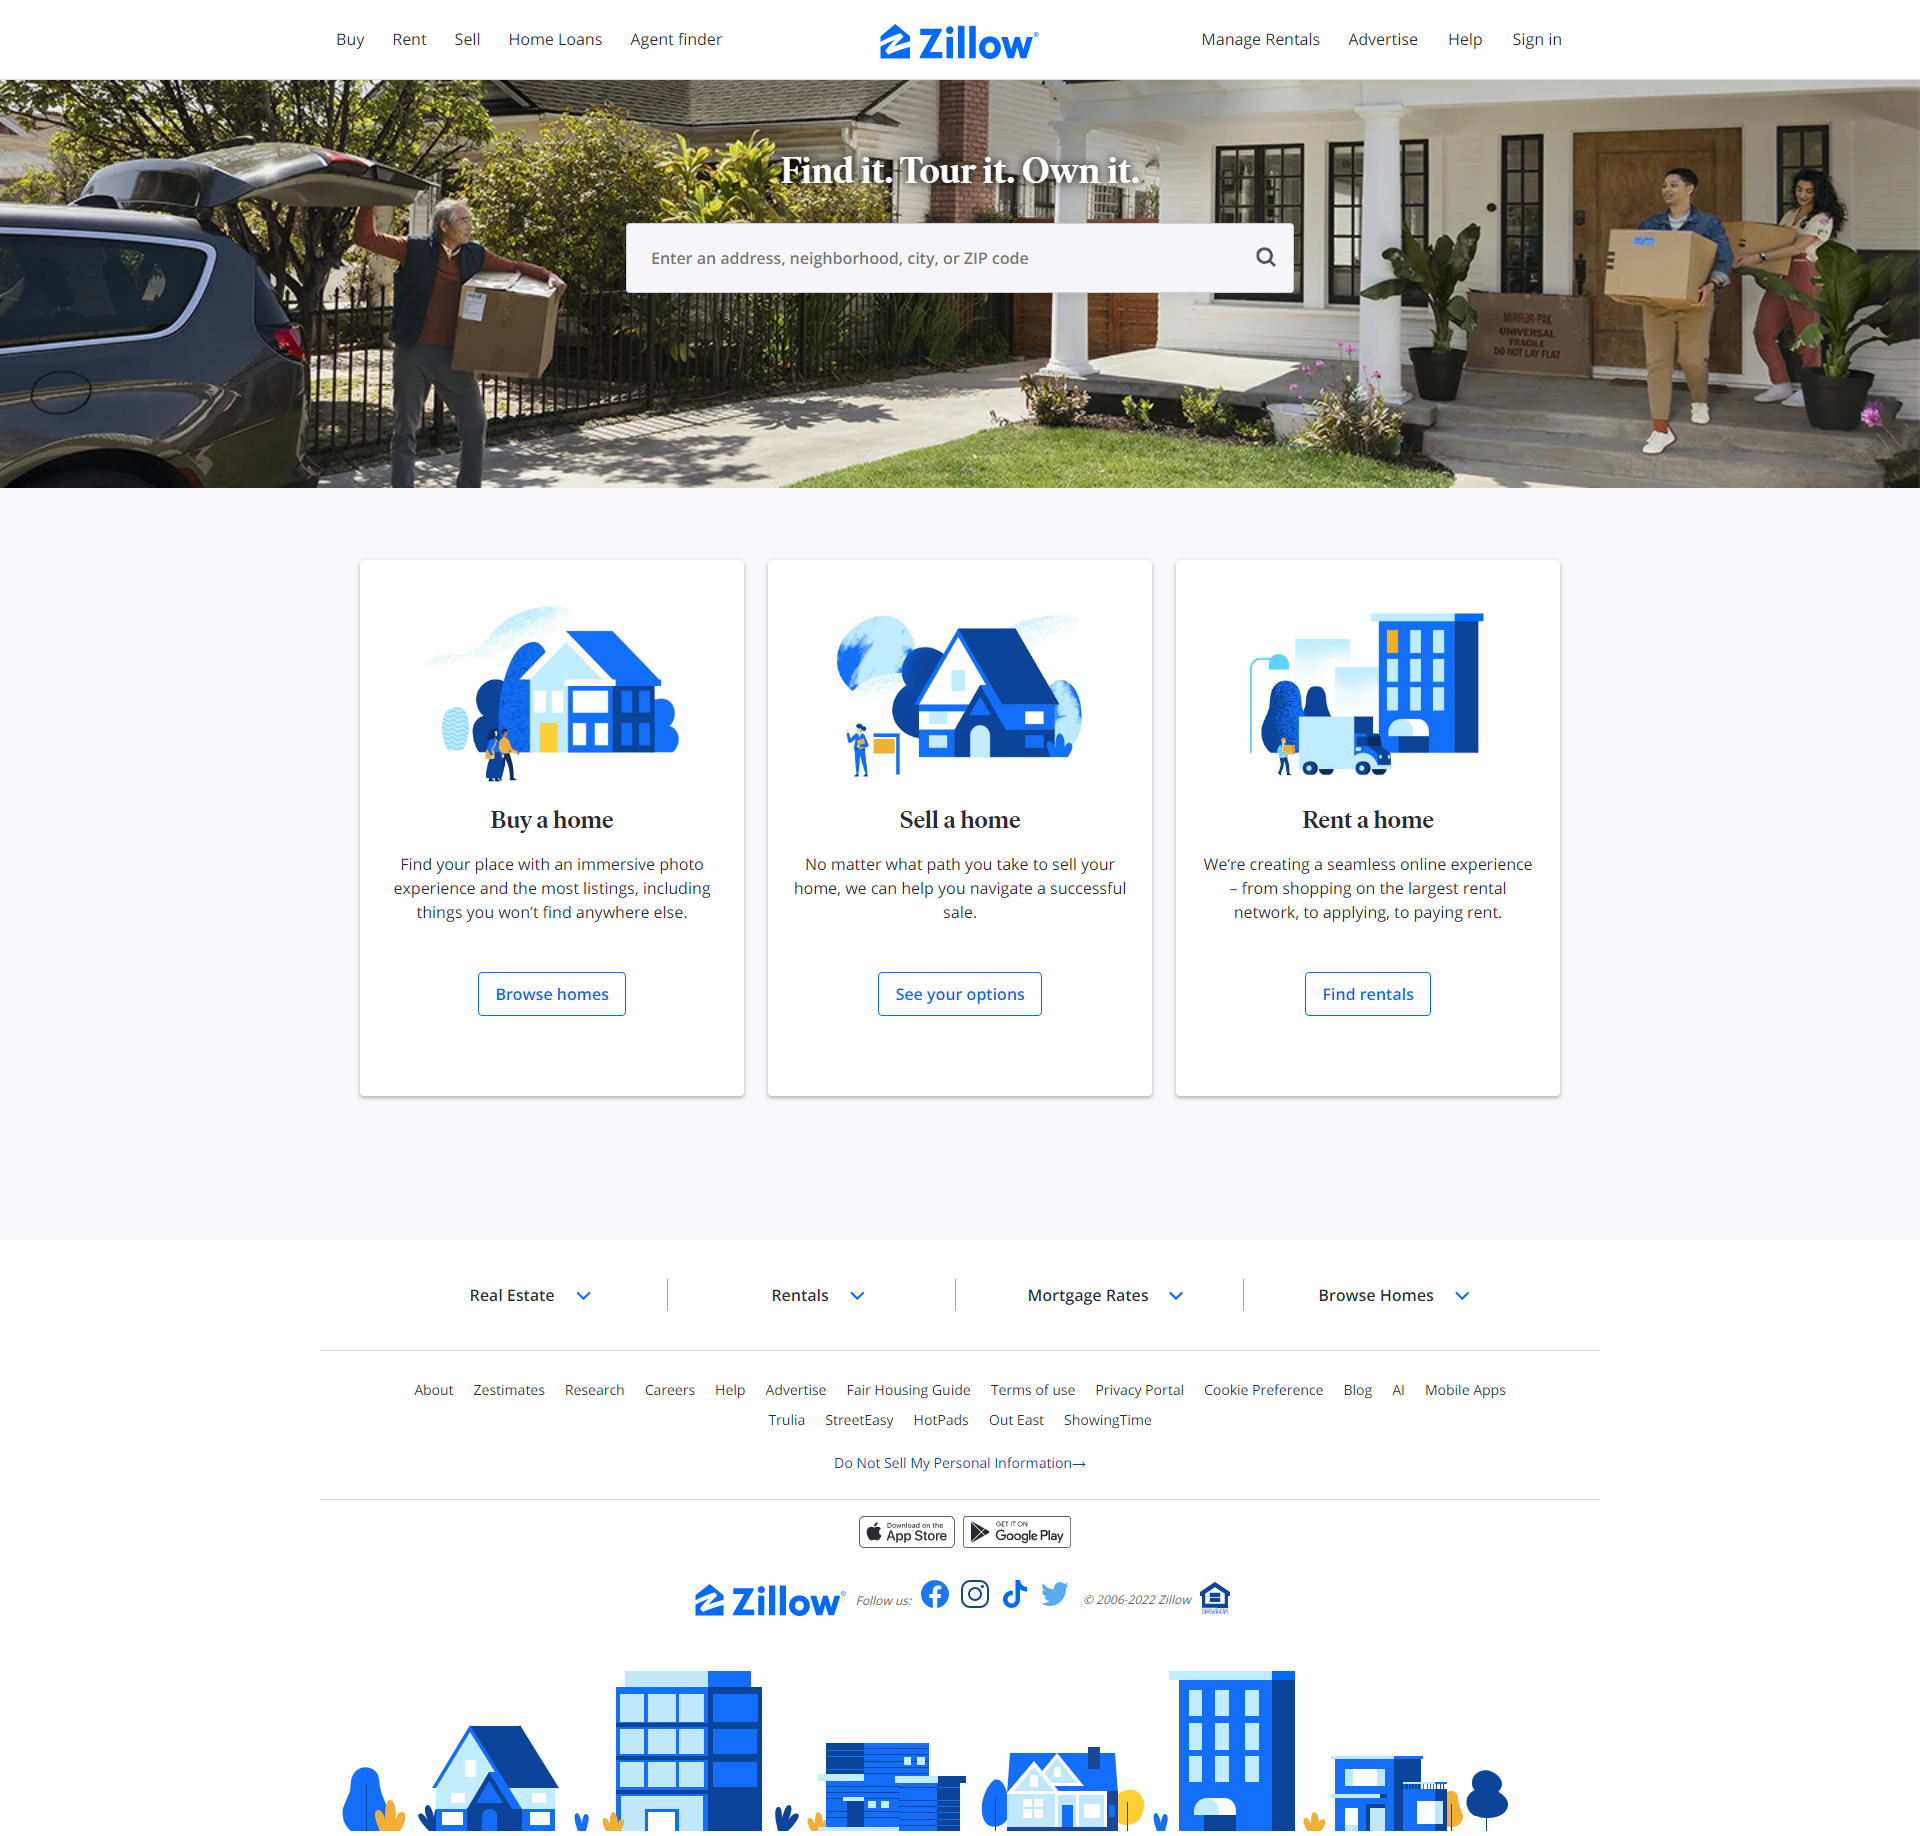 Buy Rent Sell Home Loans Agent finder Zillow® Manage Rentals Advertise Help Sign in
Find it. Tour it. Own it.
Enter an address, neighborhood, city, or ZIP code
MIRROR-PAK
UNIVERSAL
FRAGILE
DO NOT LAY FLAT
Buy a home
Find your place with an immersive photo
experience and the most listings, including
things you won’t find anywhere else.
Browse homes
Sell a home
No matter what path you take to sell your
home, we can help you navigate a successful
sale.
See your options
Rent a home
We’re creating a seamless online experience
– from shopping on the largest rental
network, to applying, to paying rent.
Find rentals
Real Estate Rentals Mortgage Rates Browse Homes
About Zestimates Research Careers Help Advertise Fair Housing Guide Terms of use Privacy Portal Cookie Preference Blog AI Mobile Apps
Trulia StreetEasy HotPads Out East ShowingTime
Do Not Sell My Personal Information→
Download on the
App Store
GET IT ON
Google Play
Zillow® Follow us: © 2006-2022 Zillow